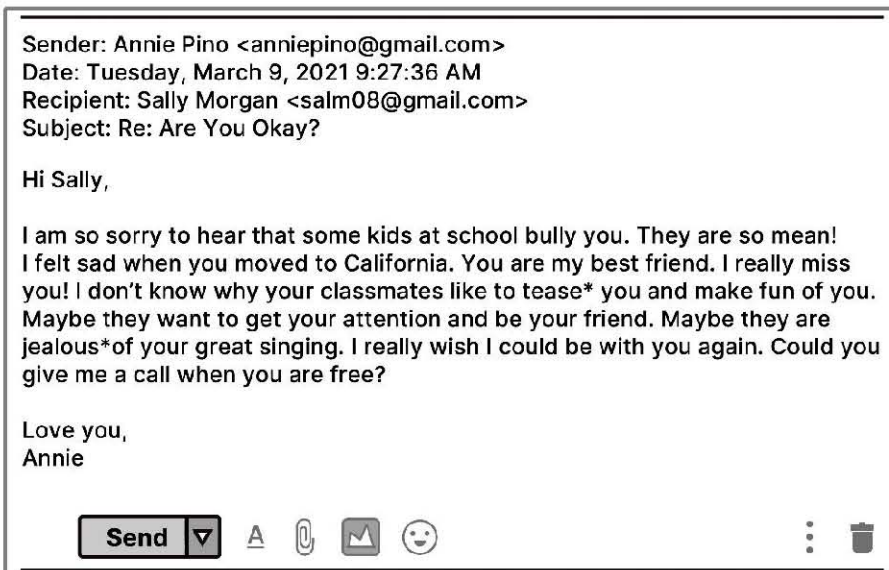 Sender: Annie Pino <anniepino@gmail.com>
Date: Tuesday, March 9, 2021 9:27:36 AM
Recipient: Sally Morgan <salm08@gmail.com>
Subject: Re: Are You Okay?
Hi Sally,
I am so sorry to hear that some kids at school bully you. They are so mean!
I felt sad when you moved to California. You are my best friend. I really miss
you! I don't know why your classmates like to tease* you and make fun of you.
Maybe they want to get your attention and be your friend. Maybe they are
jealous*of your great singing. I really wish I could be with you again. Could you
give me a call when you are free?
Love you,
Annie
Send A